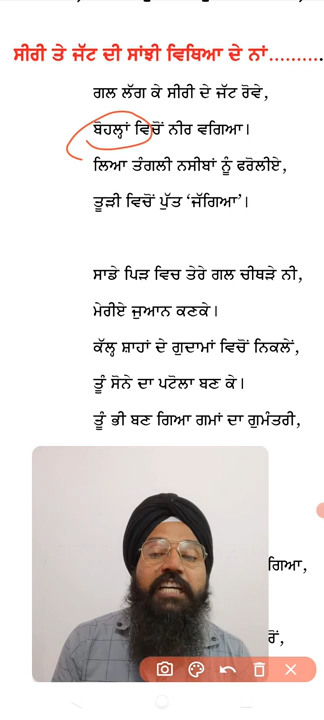 ਸੀਰੀ ਤੇ ਜੱਟ ਦੀ ਸਾਂਝੀ ਵਿਥਿਆ ਦੇ ਨਾਂ..........
ਗਲ ਲੱਗ ਕੇ ਸੀਰੀ ਦੇ ਜੱਟ ਰੋਵੇ,
ਬੋਹਲ੍ਹਾਂ ਵਿਚੋਂ ਨੀਰ ਵਗਿਆ।
ਲਿਆ ਤੰਗਲੀ ਨਸੀਬਾਂ ਨੂੰ ਫਰੋਲੀਏ,
ਤੂੜੀ ਵਿਚੋਂ ਪੁੱਤ ‘ਜੱਗਿਆ’।
ਸਾਡੇ ਪਿੜ ਵਿਚ ਤੇਰੇ ਗਲ ਚੀਥੜੇ ਨੀ,
ਮੇਰੀਏ ਜੁਆਨ ਕਣਕੇ।
ਕੱਲ੍ਹ ਸ਼ਾਹਾਂ ਦੇ ਗੁਦਾਮਾਂ ਵਿਚੋਂ ਨਿਕਲੇਂ,
ਤੂੰ ਸੋਨੇ ਦਾ ਪਟੋਲਾ ਬਣ ਕੇ।
ਤੂੰ ਭੀ ਬਣ ਗਿਆ ਗਮਾਂ ਦਾ ਗੁਮੰਤਰੀ,
ਗਿਆ,
ਰੋਂ,